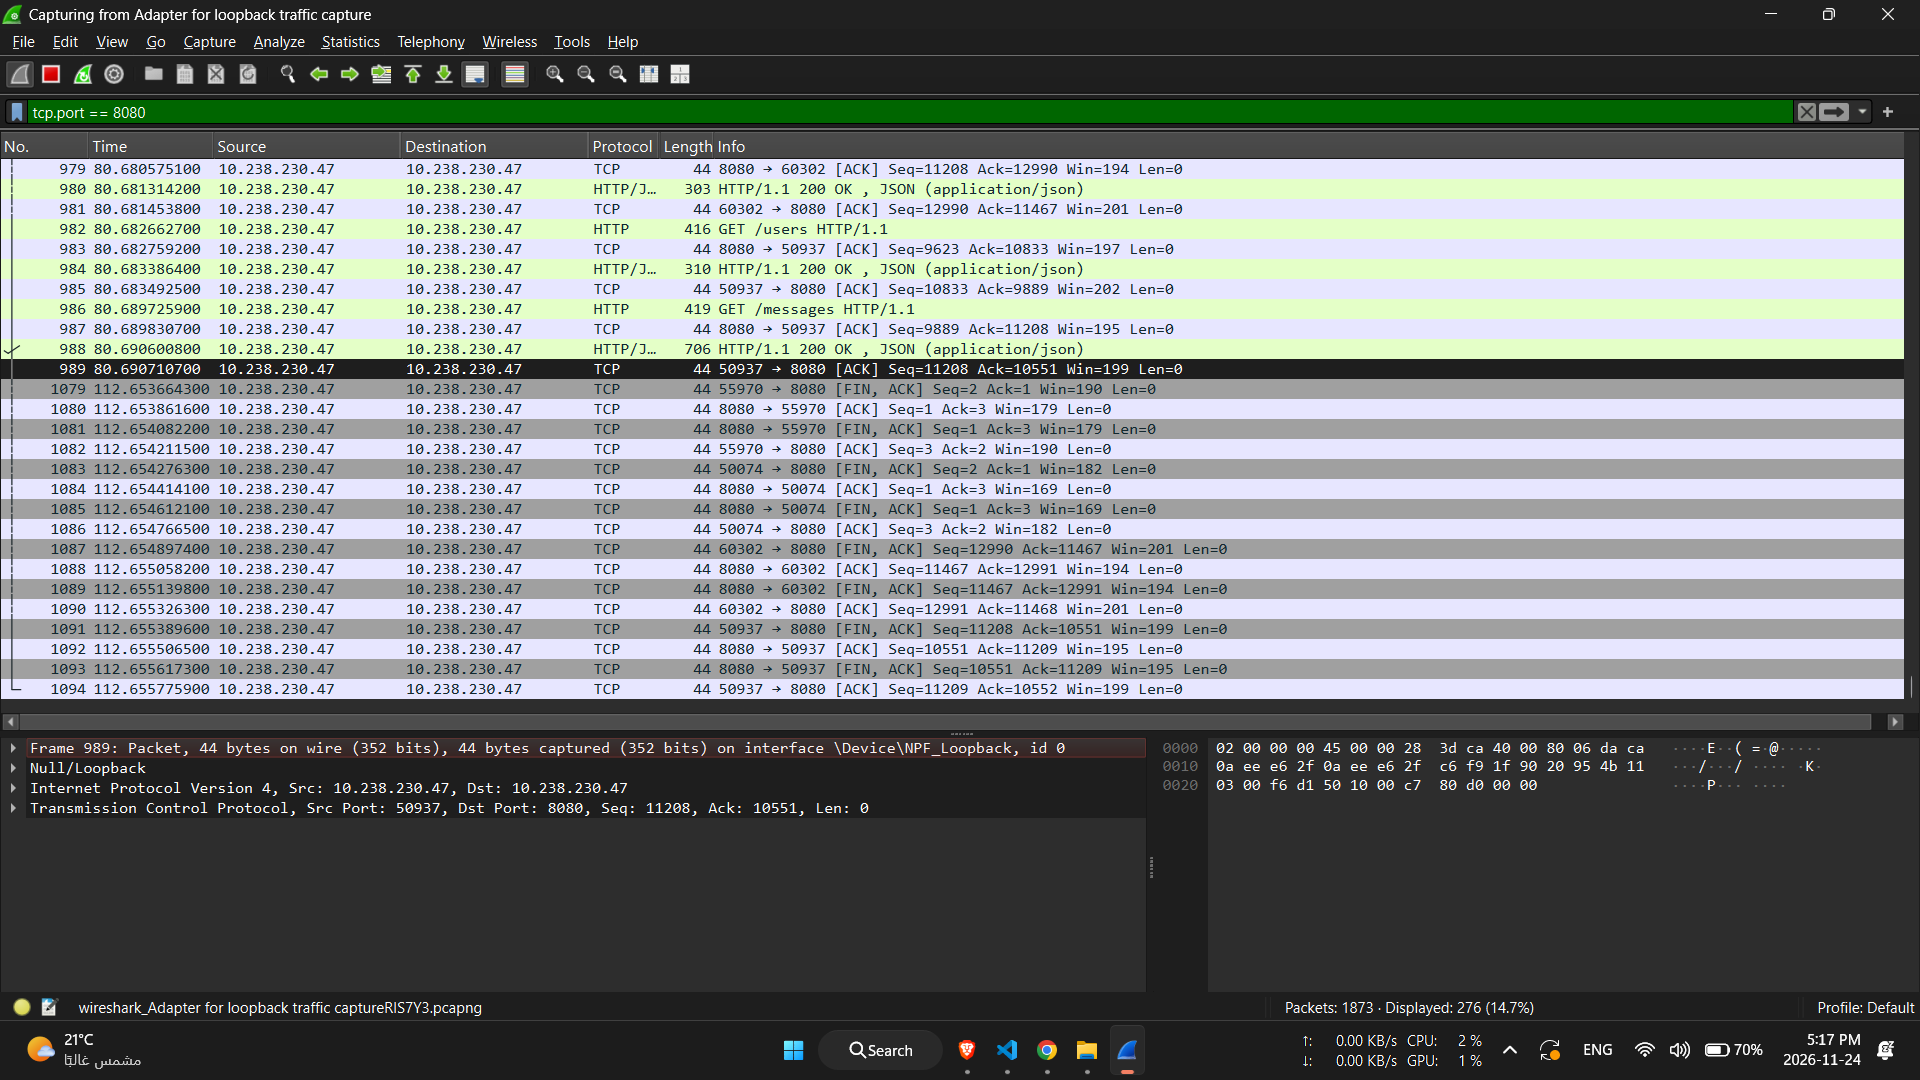 Capturing from Adapter for loopback traffic capture
File Edit View Go Capture Analyze Statistics Telephony Wireless Tools Help
tcp.port == 8080
No. Time Source Destination Protocol Length Info
979 80.680575100 10.238.230.47 10.238.230.47 TCP 44 8080 → 60302 [ACK] Seq=11208 Ack=12990 Win=194 Len=0
980 80.681314200 10.238.230.47 10.238.230.47 HTTP/J… 303 HTTP/1.1 200 OK , JSON (application/json)
981 80.681453800 10.238.230.47 10.238.230.47 TCP 44 60302 → 8080 [ACK] Seq=12990 Ack=11467 Win=201 Len=0
982 80.682662700 10.238.230.47 10.238.230.47 HTTP 416 GET /users HTTP/1.1
983 80.682759200 10.238.230.47 10.238.230.47 TCP 44 8080 → 50937 [ACK] Seq=9623 Ack=10833 Win=197 Len=0
984 80.683386400 10.238.230.47 10.238.230.47 HTTP/J… 310 HTTP/1.1 200 OK , JSON (application/json)
985 80.683492500 10.238.230.47 10.238.230.47 TCP 44 50937 → 8080 [ACK] Seq=10833 Ack=9889 Win=202 Len=0
986 80.689725900 10.238.230.47 10.238.230.47 HTTP 419 GET /messages HTTP/1.1
987 80.689830700 10.238.230.47 10.238.230.47 TCP 44 8080 → 50937 [ACK] Seq=9889 Ack=11208 Win=195 Len=0
988 80.690600800 10.238.230.47 10.238.230.47 HTTP/J… 706 HTTP/1.1 200 OK , JSON (application/json)
989 80.690710700 10.238.230.47 10.238.230.47 TCP 44 50937 → 8080 [ACK] Seq=11208 Ack=10551 Win=199 Len=0
1079 112.653664300 10.238.230.47 10.238.230.47 TCP 44 55970 → 8080 [FIN, ACK] Seq=2 Ack=1 Win=190 Len=0
1080 112.653861600 10.238.230.47 10.238.230.47 TCP 44 8080 → 55970 [ACK] Seq=1 Ack=3 Win=179 Len=0
1081 112.654082200 10.238.230.47 10.238.230.47 TCP 44 8080 → 55970 [FIN, ACK] Seq=1 Ack=3 Win=179 Len=0
1082 112.654211500 10.238.230.47 10.238.230.47 TCP 44 55970 → 8080 [ACK] Seq=3 Ack=2 Win=190 Len=0
1083 112.654276300 10.238.230.47 10.238.230.47 TCP 44 50074 → 8080 [FIN, ACK] Seq=2 Ack=1 Win=182 Len=0
1084 112.654414100 10.238.230.47 10.238.230.47 TCP 44 8080 → 50074 [ACK] Seq=1 Ack=3 Win=169 Len=0
1085 112.654612100 10.238.230.47 10.238.230.47 TCP 44 8080 → 50074 [FIN, ACK] Seq=1 Ack=3 Win=169 Len=0
1086 112.654766500 10.238.230.47 10.238.230.47 TCP 44 50074 → 8080 [ACK] Seq=3 Ack=2 Win=182 Len=0
1087 112.654897400 10.238.230.47 10.238.230.47 TCP 44 60302 → 8080 [FIN, ACK] Seq=12990 Ack=11467 Win=201 Len=0
1088 112.655058200 10.238.230.47 10.238.230.47 TCP 44 8080 → 60302 [ACK] Seq=11467 Ack=12991 Win=194 Len=0
1089 112.655139800 10.238.230.47 10.238.230.47 TCP 44 8080 → 60302 [FIN, ACK] Seq=11467 Ack=12991 Win=194 Len=0
1090 112.655326300 10.238.230.47 10.238.230.47 TCP 44 60302 → 8080 [ACK] Seq=12991 Ack=11468 Win=201 Len=0
1091 112.655389600 10.238.230.47 10.238.230.47 TCP 44 50937 → 8080 [FIN, ACK] Seq=11208 Ack=10551 Win=199 Len=0
1092 112.655506500 10.238.230.47 10.238.230.47 TCP 44 8080 → 50937 [ACK] Seq=10551 Ack=11209 Win=195 Len=0
1093 112.655617300 10.238.230.47 10.238.230.47 TCP 44 8080 → 50937 [FIN, ACK] Seq=10551 Ack=11209 Win=195 Len=0
1094 112.655775900 10.238.230.47 10.238.230.47 TCP 44 50937 → 8080 [ACK] Seq=11209 Ack=10552 Win=199 Len=0
Frame 989: Packet, 44 bytes on wire (352 bits), 44 bytes captured (352 bits) on interface \Device\NPF_Loopback, id 0
Null/Loopback
Internet Protocol Version 4, Src: 10.238.230.47, Dst: 10.238.230.47
Transmission Control Protocol, Src Port: 50937, Dst Port: 8080, Seq: 11208, Ack: 10551, Len: 0
0000 02 00 00 00 45 00 00 28 3d ca 40 00 80 06 da ca ····E··( =·@·····
0010 0a ee e6 2f 0a ee e6 2f c6 f9 1f 90 20 95 4b 11 ···/···/ ···· ·K·
0020 03 00 f6 d1 50 10 00 c7 80 d0 00 00 ····P··· ····
wireshark_Adapter for loopback traffic captureRIS7Y3.pcapng
Packets: 1873 · Displayed: 276 (14.7%)
Profile: Default
21°C
مشمس غالبًا
Search
↑: 0.00 KB/s CPU: 2 %
↓: 0.00 KB/s GPU: 1 %
ENG
70%
5:17 PM
2026-11-24